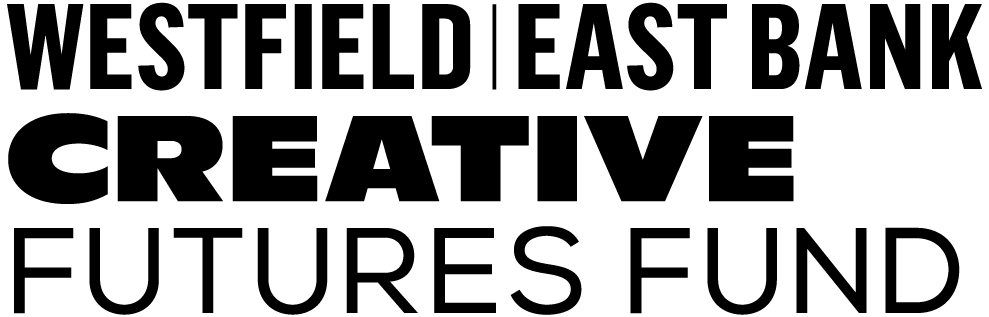 WESTFIELD | EAST BANK
CREATIVE
FUTURES FUND